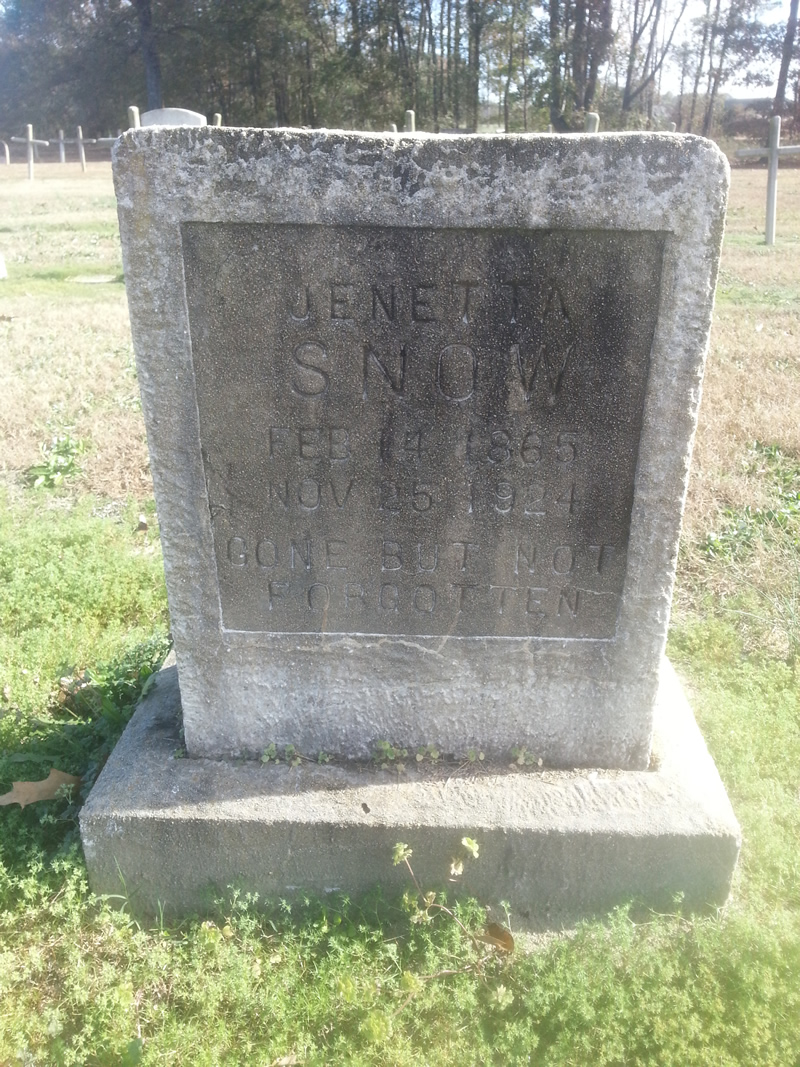 JENETTA
SNOW
FEB 14 1865
NOV 25 1924
GONE BUT NOT
FORGOTTEN